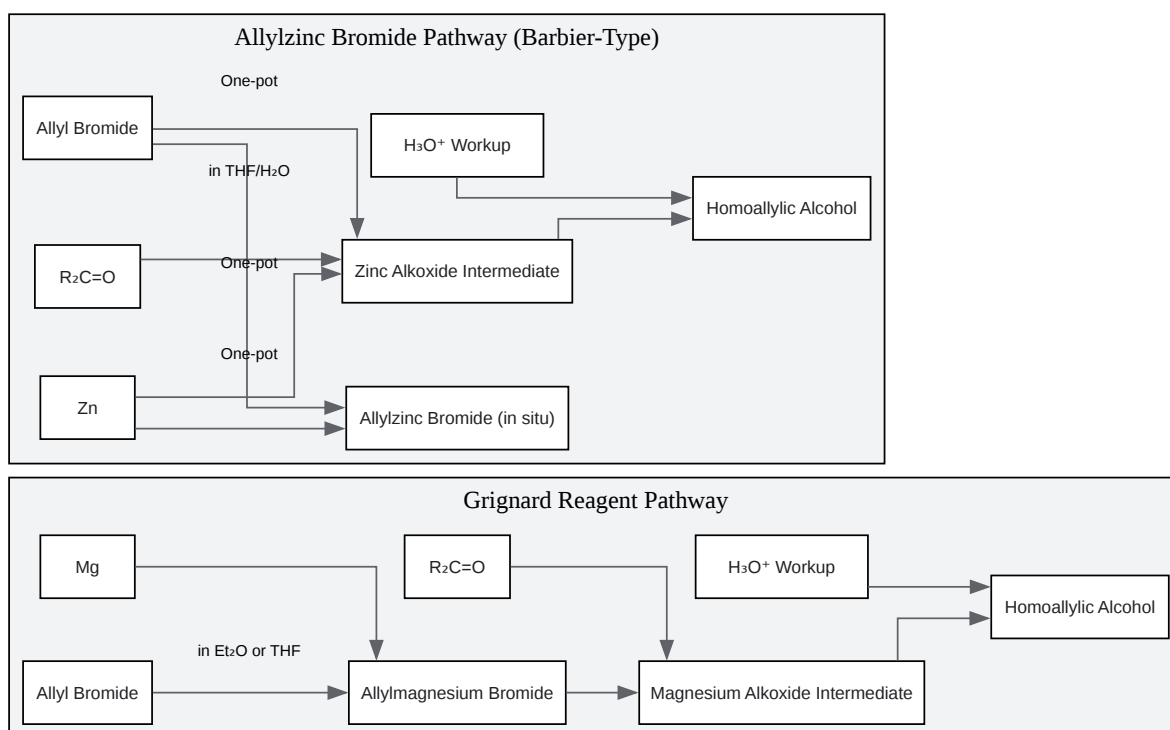 Allylzinc Bromide Pathway (Barbier-Type)
One-pot
Allyl Bromide
H₃O⁺ Workup
in THF/H₂O
Homoallylic Alcohol
R₂C=O
One-pot
Zinc Alkoxide Intermediate
One-pot
Zn
Allylzinc Bromide (in situ)
Grignard Reagent Pathway
Mg
R₂C=O
H₃O⁺ Workup
Homoallylic Alcohol
in Et₂O or THF
Allyl Bromide
Allylmagnesium Bromide
Magnesium Alkoxide Intermediate